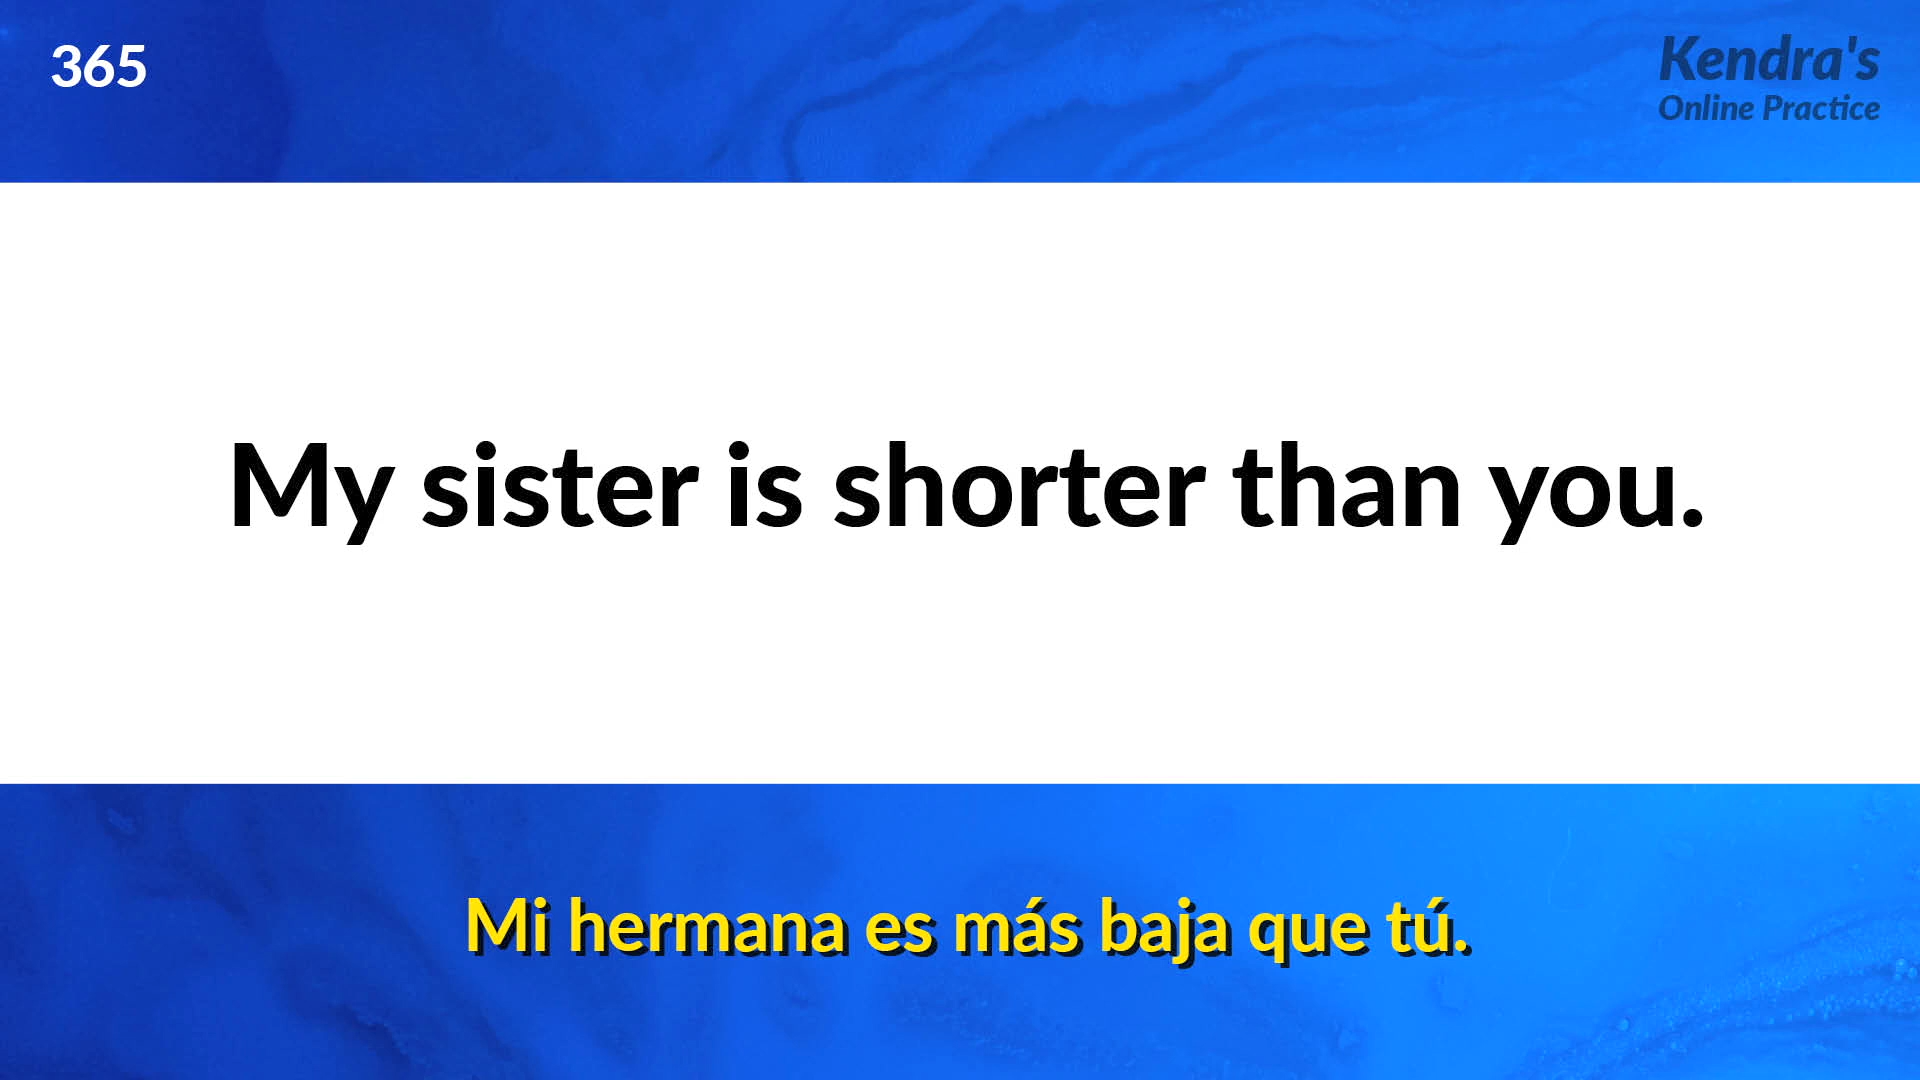 365
Kendra's
Online Practice
My sister is shorter than you.
Mi hermana es más baja que tú.